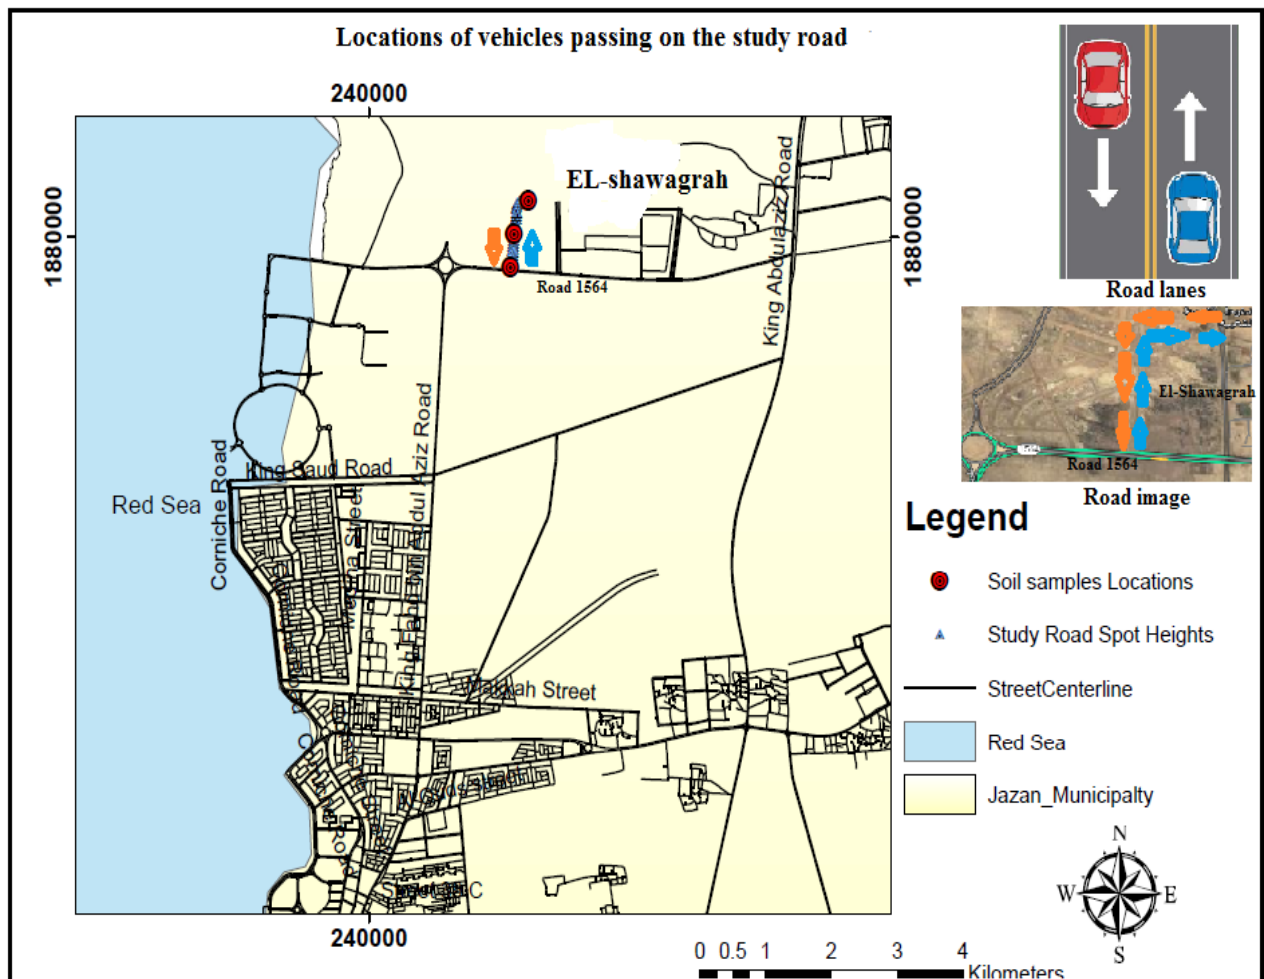 Locations of vehicles passing on the study road
240000
1880000
1880000
EL-shawagrah
King Abdulaziz Road
Road 1564
King Fahd bin Abdul Aziz Road
Corniche Road
King Saud Road
Red Sea
Street
Makkah Street
240000
Road lanes
El-Shawagrah
Road 1564
Road image
Legend
Soil samples Locations
Study Road Spot Heights
StreetCenterline
Red Sea
Jazan_Municipalty
N
W
E
S
0 0.5 1 2 3 4
Kilometers